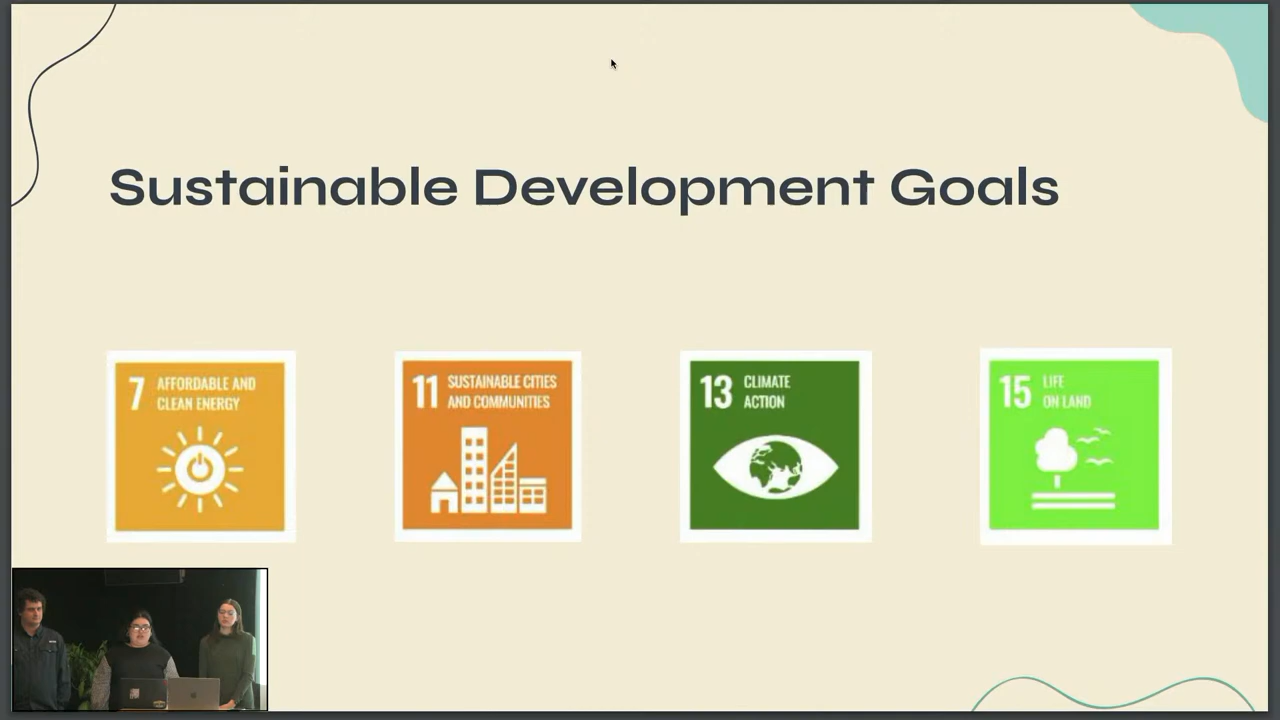 Sustainable Development Goals
7 AFFORDABLE AND
CLEAN ENERGY
11 SUSTAINABLE CITIES
AND COMMUNITIES
13 CLIMATE
ACTION
15 LIFE
ON LAND